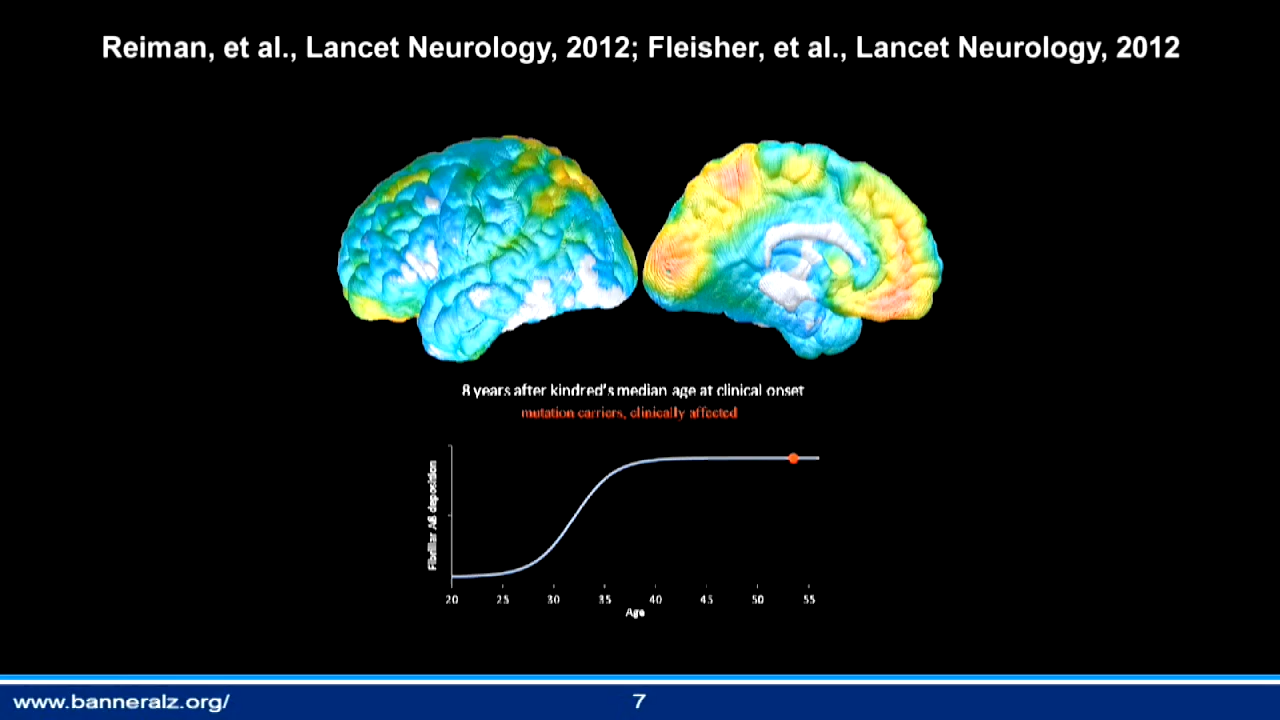 Reiman, et al., Lancet Neurology, 2012; Fleisher, et al., Lancet Neurology, 2012
8 years after kindred's median age at clinical onset
mutation carriers, clinically affected
Fibrillar Aß deposition
20 25 30 35 40 45 50 55
Age
www.banneralz.org/
7